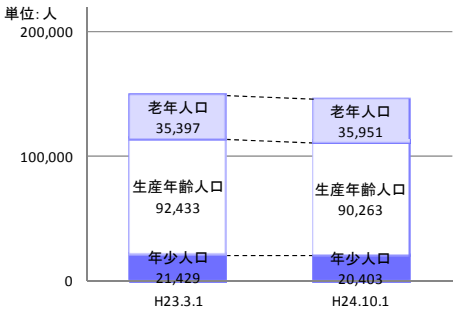 単位: 人
200,000
100,000
0
老年人口
35,397
生産年齢人口
92,433
年少人口
21,429
老年人口
35,951
生産年齢人口
90,263
年少人口
20,403
H23.3.1
H24.10.1